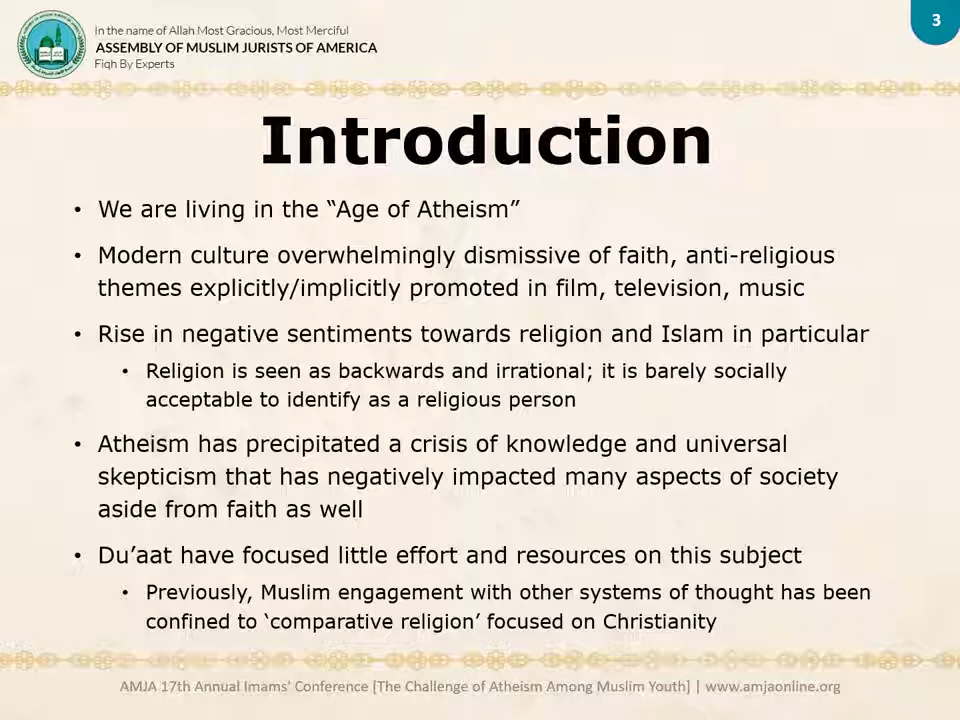 3
In the name of Allah Most Gracious, Most Merciful
ASSEMBLY OF MUSLIM JURISTS OF AMERICA
Fiqh By Experts
Introduction
• We are living in the “Age of Atheism”
• Modern culture overwhelmingly dismissive of faith, anti-religious
themes explicitly/implicitly promoted in film, television, music
• Rise in negative sentiments towards religion and Islam in particular
• Religion is seen as backwards and irrational; it is barely socially
acceptable to identify as a religious person
• Atheism has precipitated a crisis of knowledge and universal
skepticism that has negatively impacted many aspects of society
aside from faith as well
• Du’aat have focused little effort and resources on this subject
• Previously, Muslim engagement with other systems of thought has been
confined to ‘comparative religion’ focused on Christianity
AMJA 17th Annual Imams' Conference [The Challenge of Atheism Among Muslim Youth] | www.amjaonline.org